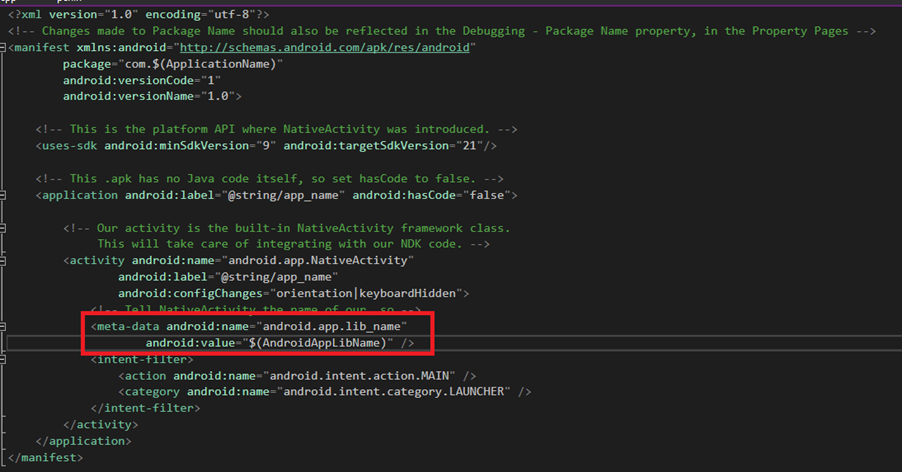 <?xml version="1.0" encoding="utf-8"?>
<!-- Changes made to Package Name should also be reflected in the Debugging - Package Name property, in the Property Pages -->
<manifest xmlns:android="http://schemas.android.com/apk/res/android"
package="com.$(ApplicationName)"
android:versionCode="1"
android:versionName="1.0">
<!-- This is the platform API where NativeActivity was introduced. -->
<uses-sdk android:minSdkVersion="9" android:targetSdkVersion="21"/>
<!-- This .apk has no Java code itself, so set hasCode to false. -->
<application android:label="@string/app_name" android:hasCode="false">
<!-- Our activity is the built-in NativeActivity framework class.
This will take care of integrating with our NDK code. -->
<activity android:name="android.app.NativeActivity"
android:label="@string/app_name"
android:configChanges="orientation|keyboardHidden">
<!-- Tell NativeActivity the name of our .so -->
<meta-data android:name="android.app.lib_name"
android:value="$(AndroidAppLibName)" />
<intent-filter>
<action android:name="android.intent.action.MAIN" />
<category android:name="android.intent.category.LAUNCHER" />
</intent-filter>
</activity>
</application>
</manifest>